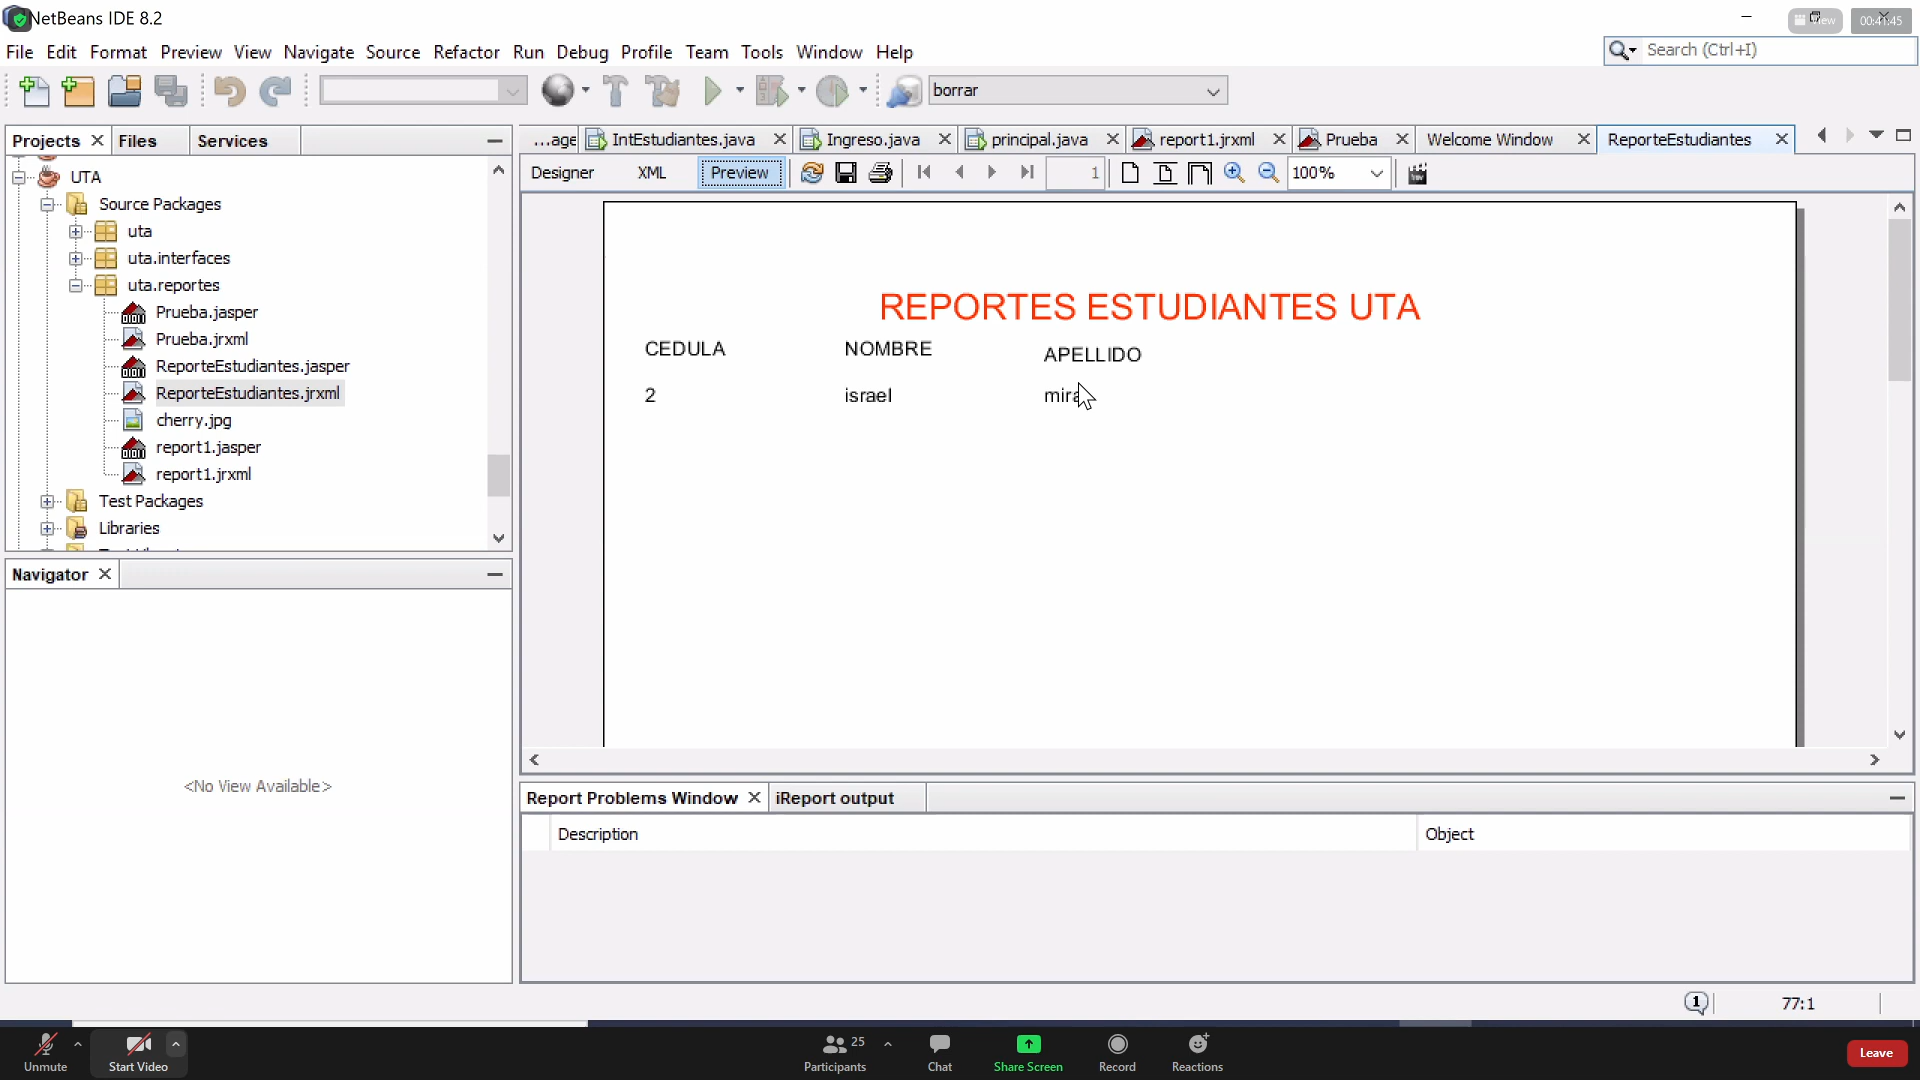 NetBeans IDE 8.2
View
00:41:45
File Edit Format Preview View Navigate Source Refactor Run Debug Profile Team Tools Window Help
Search (Ctrl+I)
borrar
Projects Files Services
...age IntEstudiantes.java Ingreso.java principal.java report1.jrxml Prueba Welcome Window ReporteEstudiantes
Designer XML Preview 1 100%
UTA
Source Packages
uta
uta.interfaces
uta.reportes
Prueba.jasper
Prueba.jrxml
ReporteEstudiantes.jasper
ReporteEstudiantes.jrxml
cherry.jpg
report1.jasper
report1.jrxml
Test Packages
Libraries
REPORTES ESTUDIANTES UTA
CEDULA NOMBRE APELLIDO
2 israel
Navigator
<No View Available>
Report Problems Window iReport output
Description Object
1 77:1
Unmute Start Video 25 Participants Chat Share Screen Record Reactions Leave